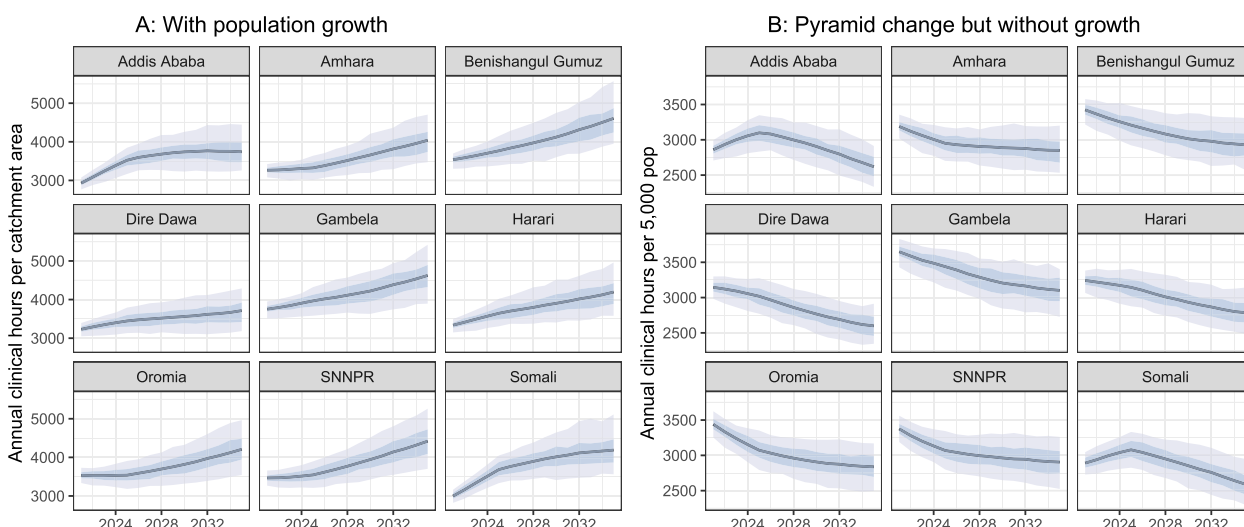 A: With population growth
Annual clinical hours per catchment area
Addis Ababa Amhara Benishangul Gumuz
5000
4000
3000
Dire Dawa Gambela Harari
5000
4000
3000
Oromia SNNPR Somali
5000
4000
3000
2024 2028 2032 2024 2028 2032 2024 2028 2032
B: Pyramid change but without growth
Annual clinical hours per 5,000 pop
Addis Ababa Amhara Benishangul Gumuz
3500
3000
2500
Dire Dawa Gambela Harari
3500
3000
2500
Oromia SNNPR Somali
3500
3000
2500
2024 2028 2032 2024 2028 2032 2024 2028 2032